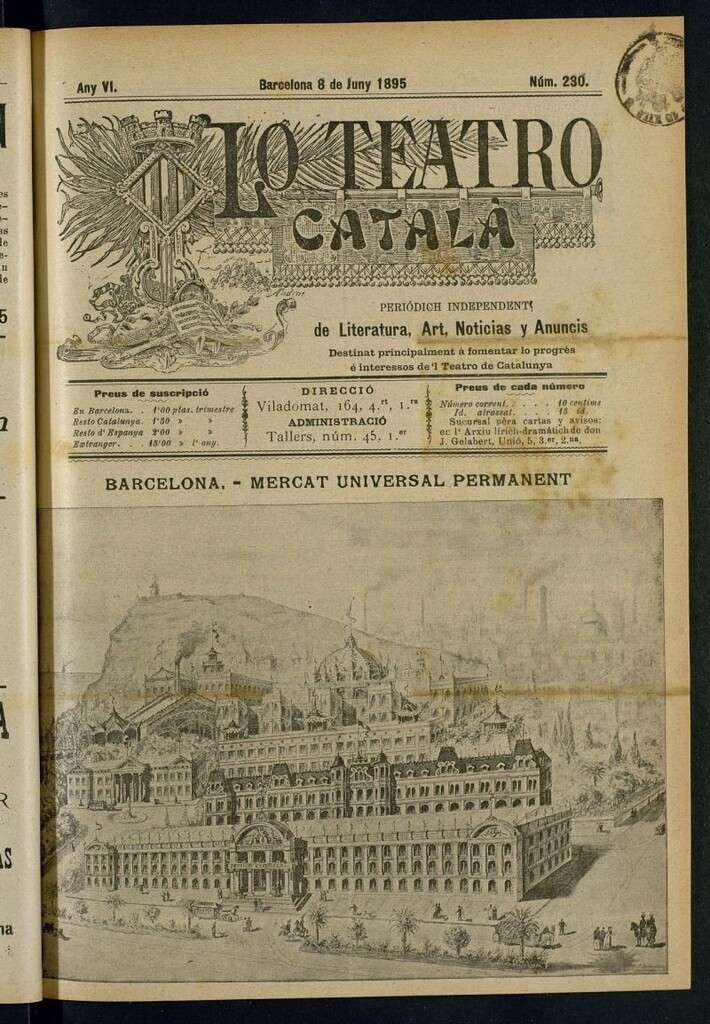 Any VI.
Barcelona 8 de Juny 1895
Núm. 230.
LO TEATRO
CATALÀ
PERIÓDICH INDEPENDENT
de Literatura, Art, Noticias y Anuncis
Destinat principalment á fomentar lo progrés
é interessos de 'l Teatro de Catalunya
Preus de suscripció
En Barcelona. . 1'00 ptas. trimestre
Resto Catalunya. 1'50 » »
Resto d'Espanya 2'00 » »
Extranger. . . 15'00 » l' any.
DIRECCIÓ
Viladomat, 164, 4.rt, 1.ra
ADMINISTRACIÓ
Tallers, núm. 45, 1.er
Preus de cada número
Número corrent. . . . . 10 centims
Id. atrassat. . . . . 15 id.
Sucursal pera cartas y avisos:
en l'Arxiu lírich-dramátich de don
J. Gelabert, Unió, 5, 3.er, 2.na
BARCELONA. - MERCAT UNIVERSAL PERMANENT